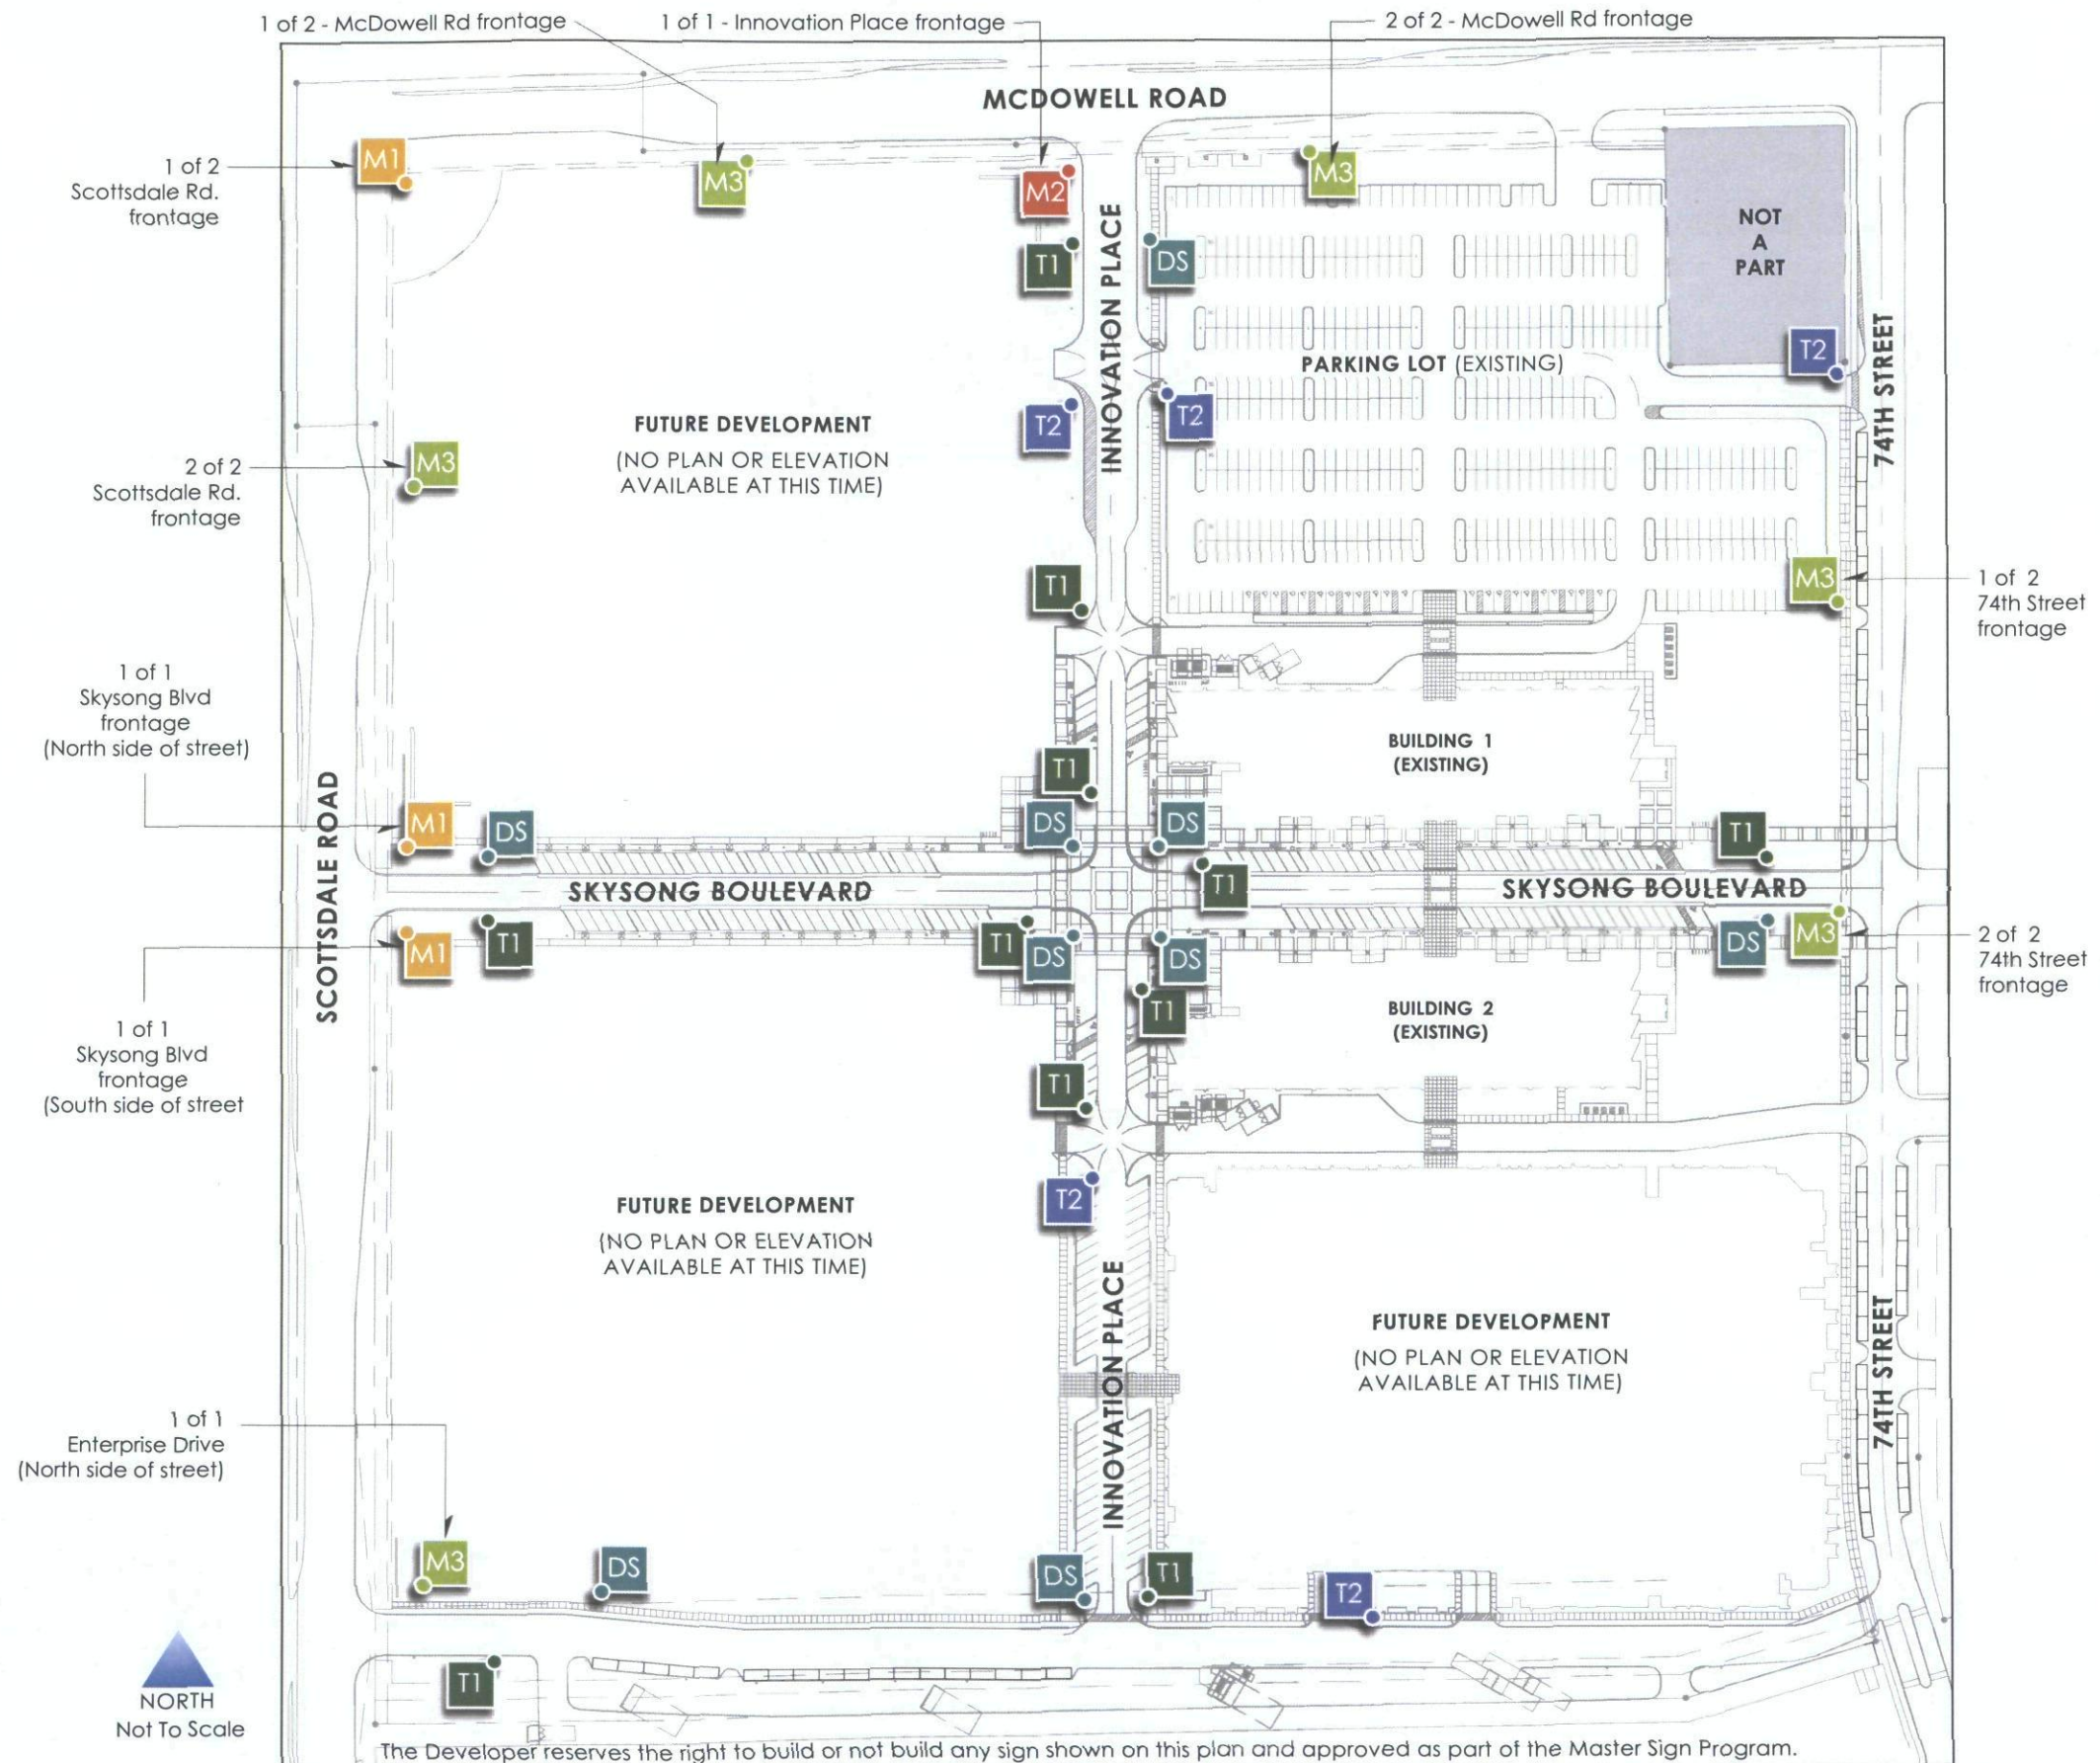 1 of 2 - McDowell Rd frontage
1 of 1 - Innovation Place frontage
2 of 2 - McDowell Rd frontage
MCDOWELL ROAD
M1
1 of 2
Scottsdale Rd.
frontage
M3
M2
M3
T1
DS
INNOVATION PLACE
NOT
A
PART
T2
74TH STREET
PARKING LOT (EXISTING)
T2
T2
FUTURE DEVELOPMENT
(NO PLAN OR ELEVATION
AVAILABLE AT THIS TIME)
M3
2 of 2
Scottsdale Rd.
frontage
T1
M3
1 of 2
74th Street
frontage
1 of 1
Skysong Blvd
frontage
(North side of street)
BUILDING 1
(EXISTING)
T1
SCOTTSDALE ROAD
M1
DS
DS
DS
T1
SKYSONG BOULEVARD
T1
SKYSONG BOULEVARD
M1
T1
T1
DS
DS
DS
M3
2 of 2
74th Street
frontage
T1
BUILDING 2
(EXISTING)
1 of 1
Skysong Blvd
frontage
(South side of street
T1
T2
FUTURE DEVELOPMENT
(NO PLAN OR ELEVATION
AVAILABLE AT THIS TIME)
INNOVATION PLACE
FUTURE DEVELOPMENT
(NO PLAN OR ELEVATION
AVAILABLE AT THIS TIME)
74TH STREET
1 of 1
Enterprise Drive
(North side of street)
M3
DS
DS
T1
T2
T1
NORTH
Not To Scale
The Developer reserves the right to build or not build any sign shown on this plan and approved as part of the Master Sign Program.